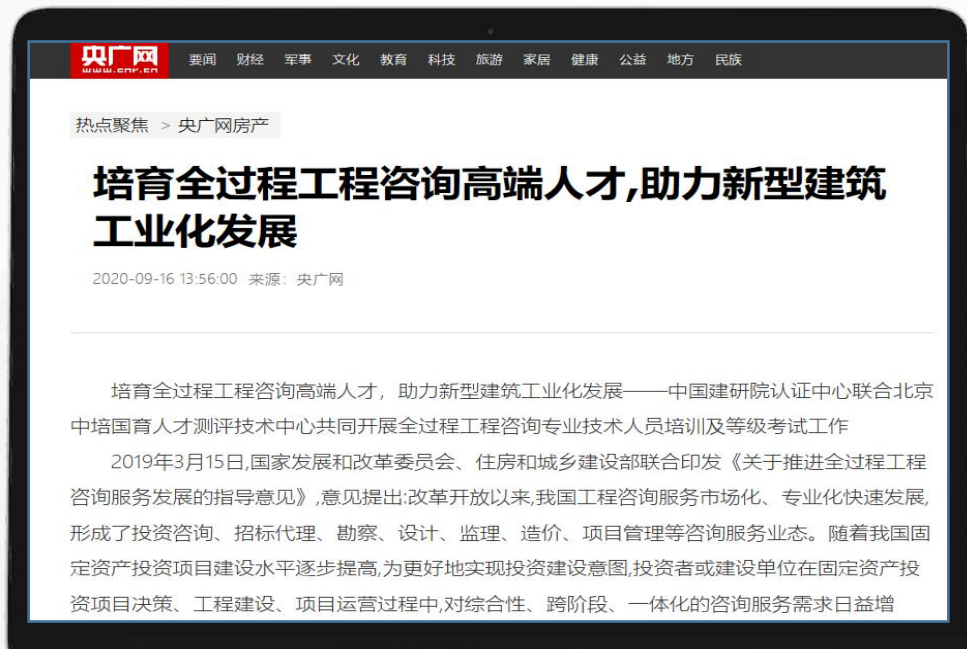 央广网
www.cnr.cn
要闻 财经 军事 文化 教育 科技 旅游 家居 健康 公益 地方 民族
热点聚焦 > 央广网房产
培育全过程工程咨询高端人才,助力新型建筑
工业化发展
2020-09-16 13:56:00 来源：央广网
培育全过程工程咨询高端人才，助力新型建筑工业化发展——中国建研院认证中心联合北京
中培国育人才测评技术中心共同开展全过程工程咨询专业技术人员培训及等级考试工作
2019年3月15日,国家发展和改革委员会、住房和城乡建设部联合印发《关于推进全过程工程
咨询服务发展的指导意见》,意见提出:改革开放以来,我国工程咨询服务市场化、专业化快速发展,
形成了投资咨询、招标代理、勘察、设计、监理、造价、项目管理等咨询服务业态。随着我国固
定资产投资项目建设水平逐步提高,为更好地实现投资建设意图,投资者或建设单位在固定资产投
资项目决策、工程建设、项目运营过程中,对综合性、跨阶段、一体化的咨询服务需求日益增